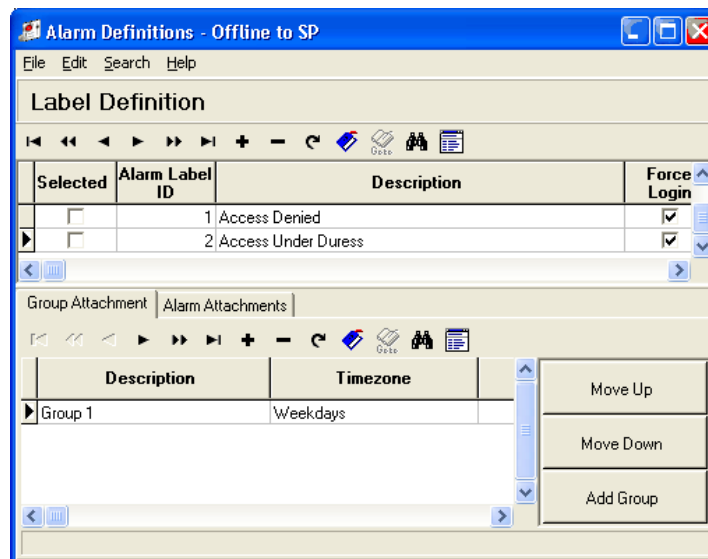 Alarm Definitions - Offline to SP
File Edit Search Help
Label Definition
Goto
Selected Alarm Label ID Description Force Login
1 Access Denied
2 Access Under Duress
Group Attachment Alarm Attachments
Goto
Description Timezone
Group 1 Weekdays
Move Up
Move Down
Add Group